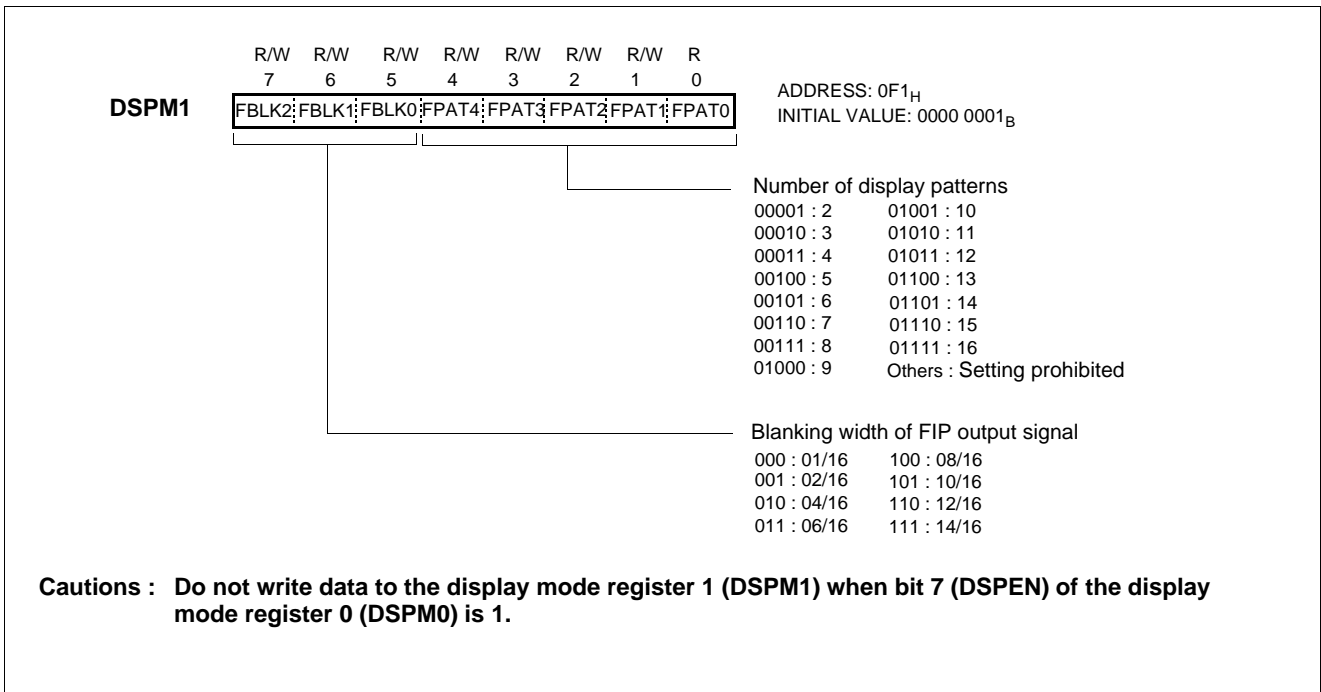 R/W R/W R/W R/W R/W R/W R/W R
7 6 5 4 3 2 1 0
DSPM1 FBLK2 FBLK1 FBLK0 FPAT4 FPAT3 FPAT2 FPAT1 FPAT0
ADDRESS: 0F1H
INITIAL VALUE: 0000 0001B
Number of display patterns
00001 : 2 01001 : 10
00010 : 3 01010 : 11
00011 : 4 01011 : 12
00100 : 5 01100 : 13
00101 : 6 01101 : 14
00110 : 7 01110 : 15
00111 : 8 01111 : 16
01000 : 9 Others : Setting prohibited
Blanking width of FIP output signal
000 : 01/16 100 : 08/16
001 : 02/16 101 : 10/16
010 : 04/16 110 : 12/16
011 : 06/16 111 : 14/16
Cautions : Do not write data to the display mode register 1 (DSPM1) when bit 7 (DSPEN) of the display
mode register 0 (DSPM0) is 1.